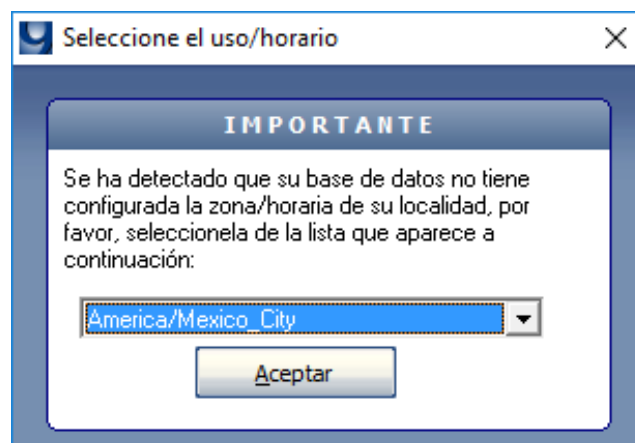 Seleccione el uso/horario
IMPORTANTE
Se ha detectado que su base de datos no tiene
configurada la zona/horaria de su localidad, por
favor, seleccionela de la lista que aparece a
continuación:
America/Mexico_City
Aceptar